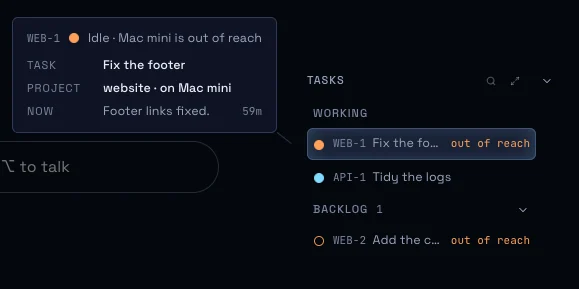 WEB-1 Idle · Mac mini is out of reach
TASK Fix the footer
PROJECT website · on Mac mini
NOW Footer links fixed. 59m
⌥ to talk
TASKS
WORKING
WEB-1 Fix the fo… out of reach
API-1 Tidy the logs
BACKLOG 1
WEB-2 Add the c… out of reach